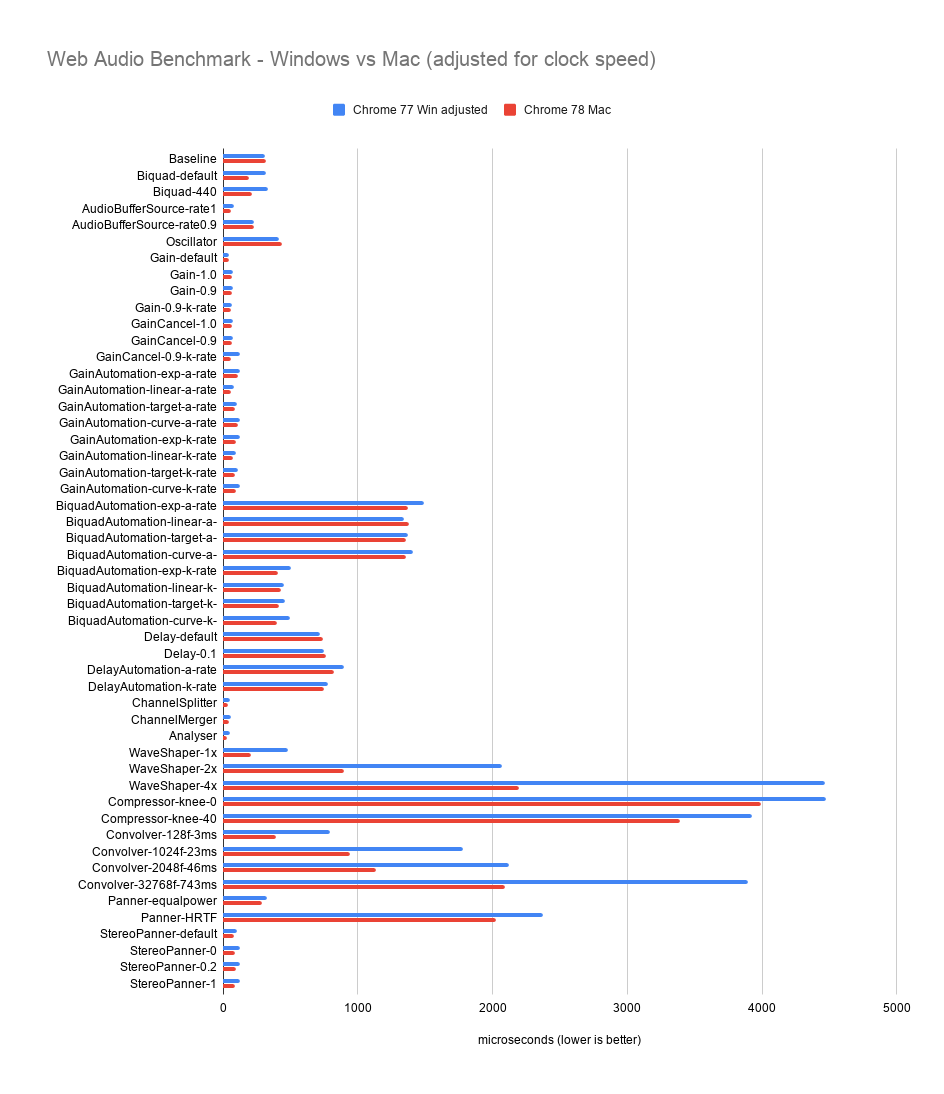 Web Audio Benchmark - Windows vs Mac (adjusted for clock speed)
Chrome 77 Win adjusted Chrome 78 Mac
Baseline
Biquad-default
Biquad-440
AudioBufferSource-rate1
AudioBufferSource-rate0.9
Oscillator
Gain-default
Gain-1.0
Gain-0.9
Gain-0.9-k-rate
GainCancel-1.0
GainCancel-0.9
GainCancel-0.9-k-rate
GainAutomation-exp-a-rate
GainAutomation-linear-a-rate
GainAutomation-target-a-rate
GainAutomation-curve-a-rate
GainAutomation-exp-k-rate
GainAutomation-linear-k-rate
GainAutomation-target-k-rate
GainAutomation-curve-k-rate
BiquadAutomation-exp-a-rate
BiquadAutomation-linear-a-
BiquadAutomation-target-a-
BiquadAutomation-curve-a-
BiquadAutomation-exp-k-rate
BiquadAutomation-linear-k-
BiquadAutomation-target-k-
BiquadAutomation-curve-k-
Delay-default
Delay-0.1
DelayAutomation-a-rate
DelayAutomation-k-rate
ChannelSplitter
ChannelMerger
Analyser
WaveShaper-1x
WaveShaper-2x
WaveShaper-4x
Compressor-knee-0
Compressor-knee-40
Convolver-128f-3ms
Convolver-1024f-23ms
Convolver-2048f-46ms
Convolver-32768f-743ms
Panner-equalpower
Panner-HRTF
StereoPanner-default
StereoPanner-0
StereoPanner-0.2
StereoPanner-1
0 1000 2000 3000 4000 5000
microseconds (lower is better)